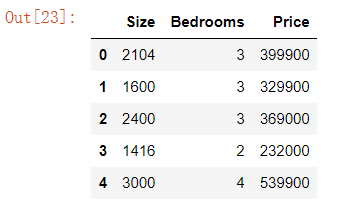 Out[23]:
Size Bedrooms Price
0 2104 3 399900
1 1600 3 329900
2 2400 3 369000
3 1416 2 232000
4 3000 4 539900